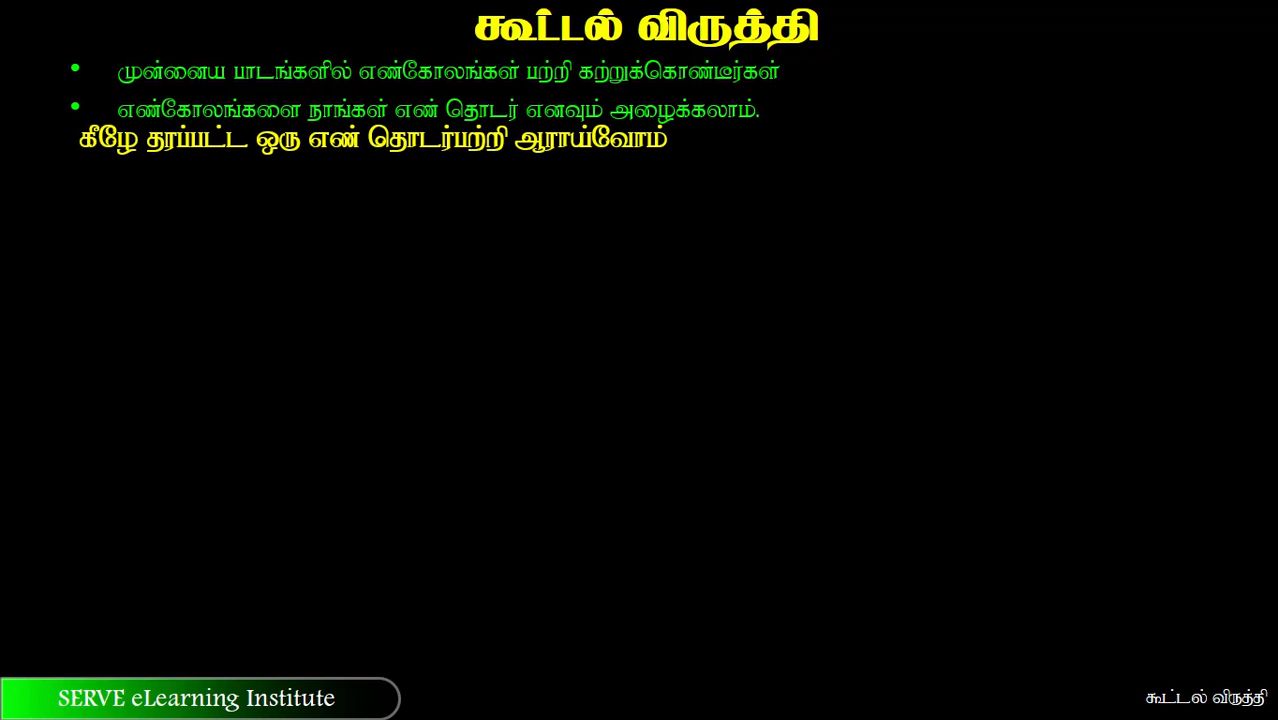 கூட்டல் விருத்தி
• முன்னைய பாடங்களில் எண்கோலங்கள் பற்றி கற்றுக்கொண்டீர்கள்
• எண்கோலங்களை நாங்கள் எண் தொடர் எனவும் அழைக்கலாம்.
கீழே தரப்பட்ட ஒரு எண் தொடர்பற்றி ஆராய்வோம்
SERVE eLearning Institute
கூட்டல் விருத்தி